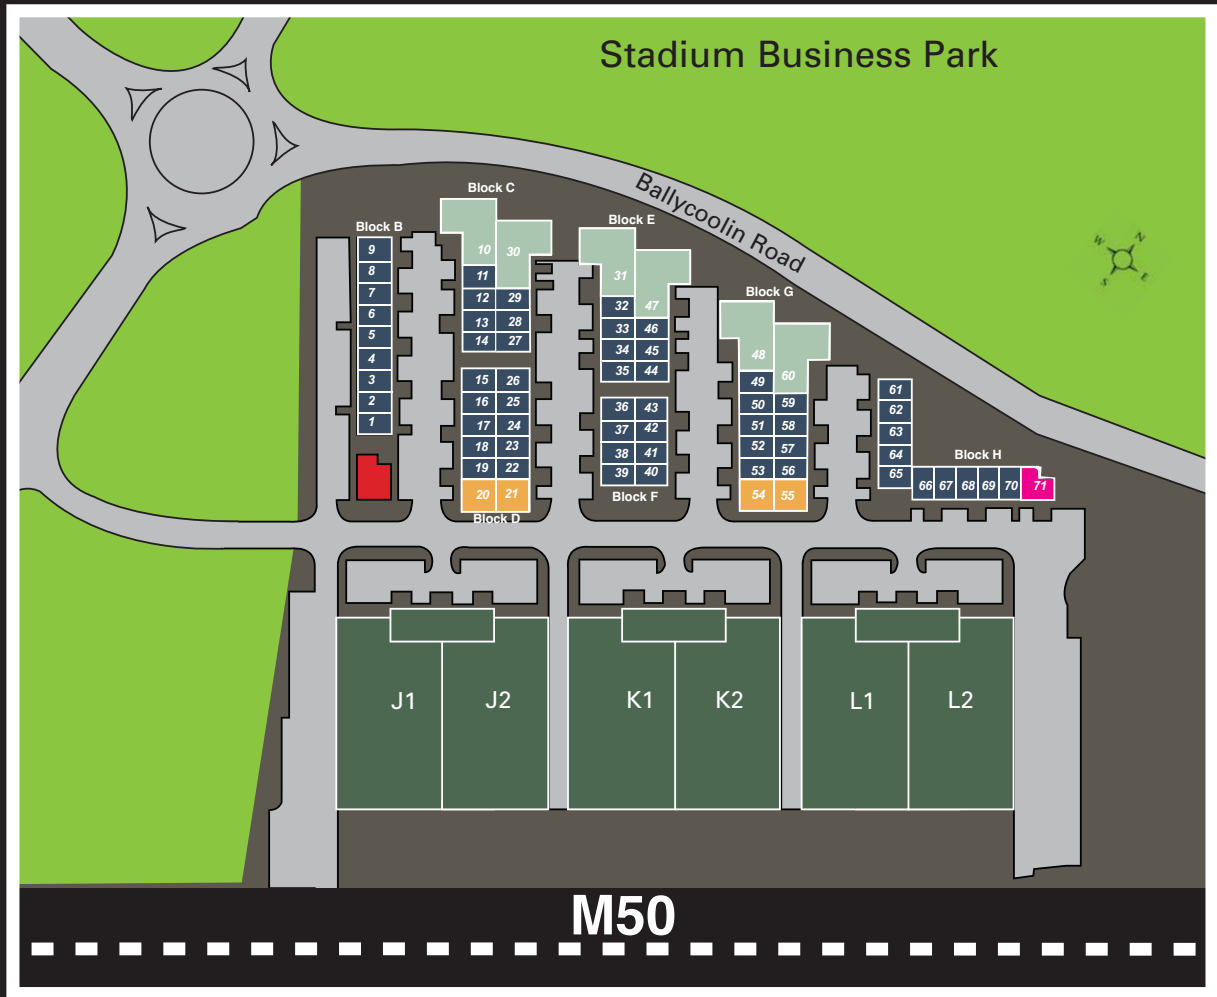 Stadium Business Park
Ballycoolin Road
N
W
E
S
Block B
9
8
7
6
5
4
3
2
1
Block C
10 30
11
12 29
13 28
14 27
15 26
16 25
17 24
18 23
19 22
20 21
Block D
Block E
31
47
32
33 46
34 45
35 44
36 43
37 42
38 41
39 40
Block F
Block G
48
60
49
50 59
51 58
52 57
53 56
54 55
61
62
63
64
65
Block H
66 67 68 69 70 71
J1 J2 K1 K2 L1 L2
M50